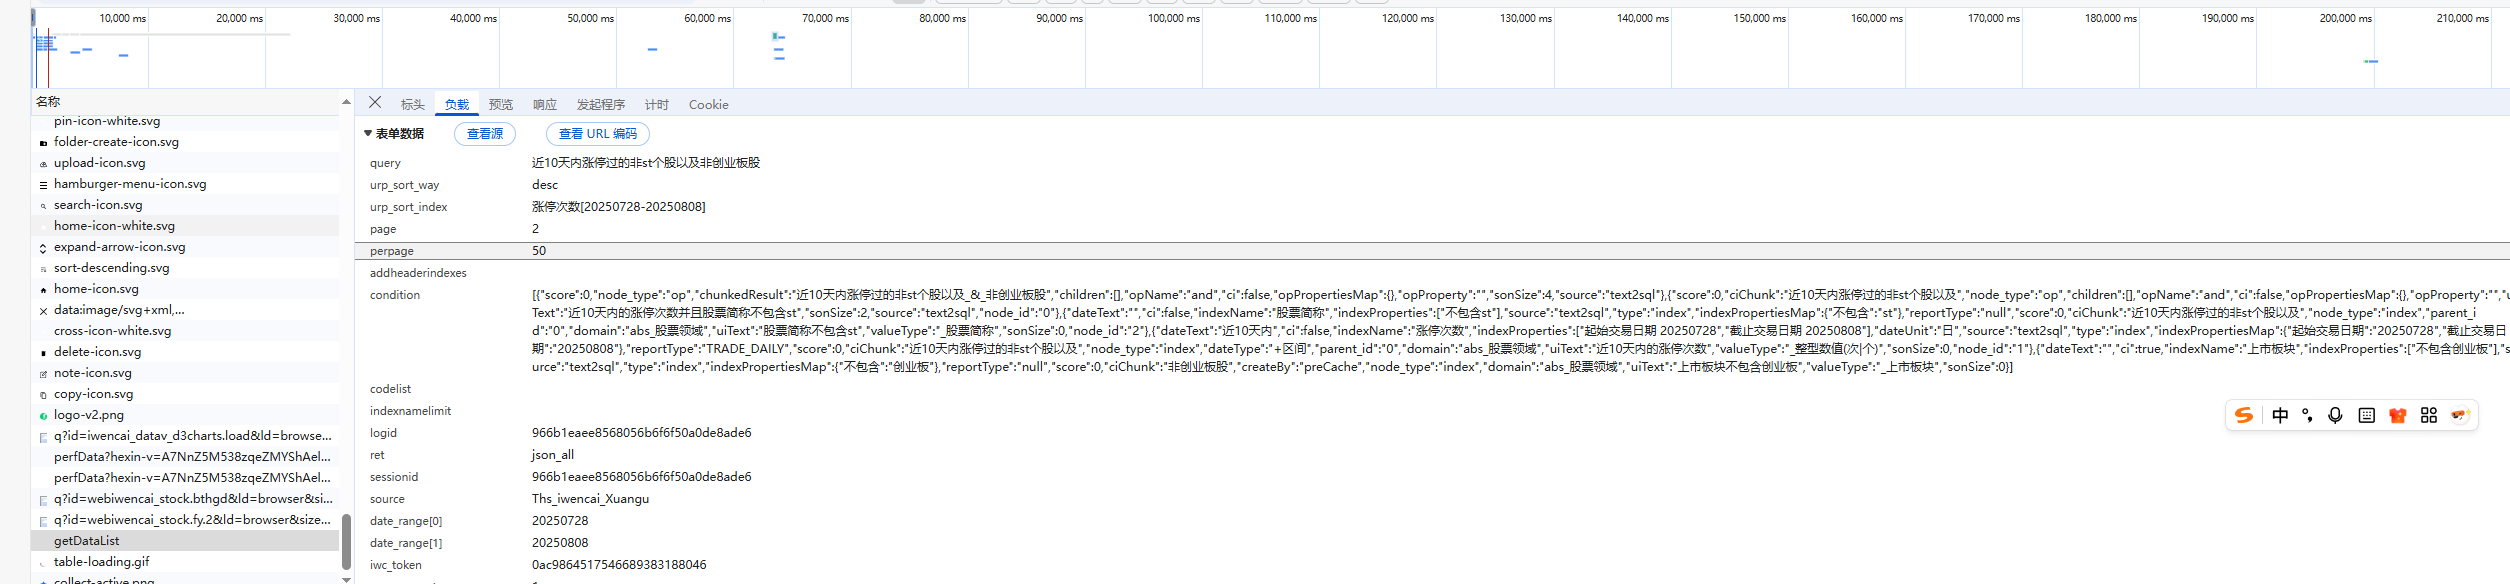 10,000 ms 20,000 ms 30,000 ms 40,000 ms 50,000 ms 60,000 ms 70,000 ms 80,000 ms 90,000 ms 100,000 ms 110,000 ms 120,000 ms 130,000 ms 140,000 ms 150,000 ms 160,000 ms 170,000 ms 180,000 ms 190,000 ms 200,000 ms 210,000 ms
名称
pin-icon-white.svg
folder-create-icon.svg
upload-icon.svg
hamburger-menu-icon.svg
search-icon.svg
home-icon-white.svg
expand-arrow-icon.svg
sort-descending.svg
home-icon.svg
data:image/svg+xml,...
cross-icon-white.svg
delete-icon.svg
note-icon.svg
copy-icon.svg
logo-v2.png
q?id=iwencai_datav_d3charts.load&ld=browse...
perfData?hexin-v=A7NnZ5M538zqeZMYShAel...
perfData?hexin-v=A7NnZ5M538zqeZMYShAel...
q?id=webiwencai_stock.bthgd&ld=browser&si...
q?id=webiwencai_stock.fy.2&ld=browser&size...
getDataList
table-loading.gif
collect-active.png
标头 负载 预览 响应 发起程序 计时 Cookie
表单数据 查看源 查看 URL 编码
query 近10天内涨停过的非st个股以及非创业板股
urp_sort_way desc
urp_sort_index 涨停次数[20250728-20250808]
page 2
perpage 50
addheaderindexes
condition [{"score":0,"node_type":"op","chunkedResult":"近10天内涨停过的非st个股以及_&_非创业板股","children":[],"opName":"and","ci":false,"opPropertiesMap":{},"opProperty":"","sonSize":4,"source":"text2sql"},{"score":0,"ciChunk":"近10天内涨停过的非st个股以及","node_type":"op","children":[],"opName":"and","ci":false,"opPropertiesMap":{},"opProperty":"","u
Text":"近10天内的涨停次数并且股票简称不包含st","sonSize":2,"source":"text2sql","node_id":"0"},{"dateText":"","ci":false,"indexName":"股票简称","indexProperties":["不包含st"],"source":"text2sql","type":"index","indexPropertiesMap":{"不包含":"st"},"reportType":"null","score":0,"ciChunk":"近10天内涨停过的非st个股以及","node_type":"index","parent_i
d":"0","domain":"abs_股票领域","uiText":"股票简称不包含st","valueType":"_股票简称","sonSize":0,"node_id":"2"},{"dateText":"近10天内","ci":false,"indexName":"涨停次数","indexProperties":["起始交易日期 20250728","截止交易日期 20250808"],"dateUnit":"日","source":"text2sql","type":"index","indexPropertiesMap":{"起始交易日期":"20250728","截止交易日
期":"20250808"},"reportType":"TRADE_DAILY","score":0,"ciChunk":"近10天内涨停过的非st个股以及","node_type":"index","dateType":"+区间","parent_id":"0","domain":"abs_股票领域","uiText":"近10天内的涨停次数","valueType":"_整型数值(次|个)","sonSize":0,"node_id":"1"},{"dateText":"","ci":true,"indexName":"上市板块","indexProperties":["不包含创业板"],"s
ource":"text2sql","type":"index","indexPropertiesMap":{"不包含":"创业板"},"reportType":"null","score":0,"ciChunk":"非创业板股","createBy":"preCache","node_type":"index","domain":"abs_股票领域","uiText":"上市板块不包含创业板","valueType":"_上市板块","sonSize":0}]
codelist
indexnamelimit
logid 966b1eaee8568056b6f6f50a0de8ade6
ret json_all
sessionid 966b1eaee8568056b6f6f50a0de8ade6
source Ths_iwencai_Xuangu
date_range[0] 20250728
date_range[1] 20250808
iwc_token 0ac9864517546689383188046
中